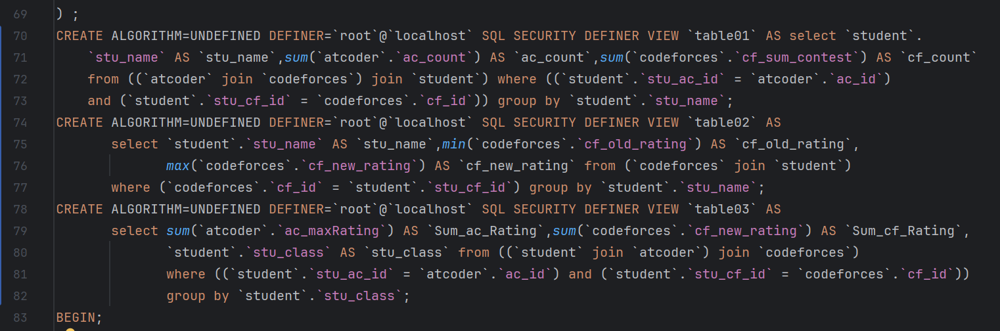 69 ) ;
70 CREATE ALGORITHM=UNDEFINED DEFINER=`root`@`localhost` SQL SECURITY DEFINER VIEW `table01` AS select `student`.
71 `stu_name` AS `stu_name`,sum(`atcoder`.`ac_count`) AS `ac_count`,sum(`codeforces`.`cf_sum_contest`) AS `cf_count`
72 from ((`atcoder` join `codeforces`) join `student`) where ((`student`.`stu_ac_id` = `atcoder`.`ac_id`)
73 and (`student`.`stu_cf_id` = `codeforces`.`cf_id`)) group by `student`.`stu_name`;
74 CREATE ALGORITHM=UNDEFINED DEFINER=`root`@`localhost` SQL SECURITY DEFINER VIEW `table02` AS
75 select `student`.`stu_name` AS `stu_name`,min(`codeforces`.`cf_old_rating`) AS `cf_old_rating`,
76 max(`codeforces`.`cf_new_rating`) AS `cf_new_rating` from (`codeforces` join `student`)
77 where (`codeforces`.`cf_id` = `student`.`stu_cf_id`) group by `student`.`stu_name`;
78 CREATE ALGORITHM=UNDEFINED DEFINER=`root`@`localhost` SQL SECURITY DEFINER VIEW `table03` AS
79 select sum(`atcoder`.`ac_maxRating`) AS `Sum_ac_Rating`,sum(`codeforces`.`cf_new_rating`) AS `Sum_cf_Rating`,
80 `student`.`stu_class` AS `stu_class` from ((`student` join `atcoder`) join `codeforces`)
81 where ((`student`.`stu_ac_id` = `atcoder`.`ac_id`) and (`student`.`stu_cf_id` = `codeforces`.`cf_id`))
82 group by `student`.`stu_class`;
83 BEGIN;